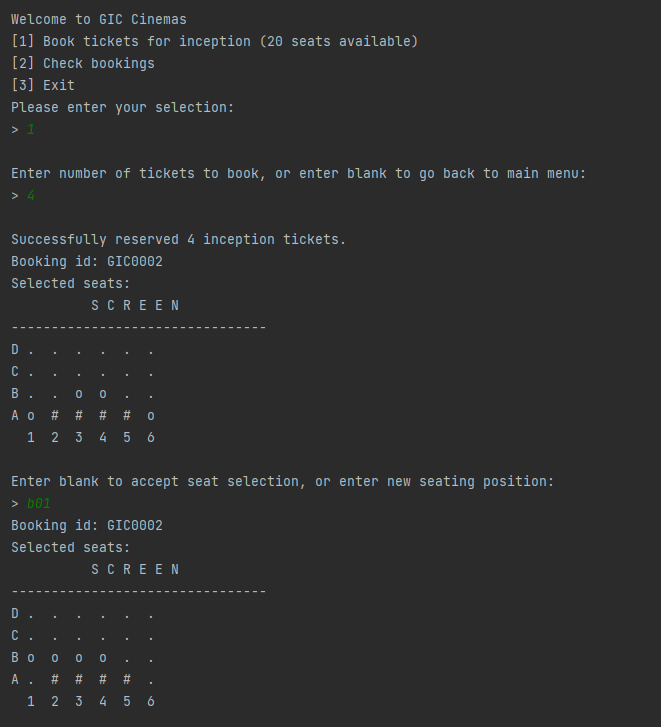 Welcome to GIC Cinemas
[1] Book tickets for inception (20 seats available)
[2] Check bookings
[3] Exit
Please enter your selection:
> 1
Enter number of tickets to book, or enter blank to go back to main menu:
> 4
Successfully reserved 4 inception tickets.
Booking id: GIC0002
Selected seats:
          S C R E E N
--------------------------------
D .  .  .  .  .  .
C .  .  .  .  .  .
B .  .  o  o  .  .
A o  #  #  #  #  o
  1  2  3  4  5  6
Enter blank to accept seat selection, or enter new seating position:
> b01
Booking id: GIC0002
Selected seats:
          S C R E E N
--------------------------------
D .  .  .  .  .  .
C .  .  .  .  .  .
B o  o  o  o  .  .
A .  #  #  #  #  .
  1  2  3  4  5  6